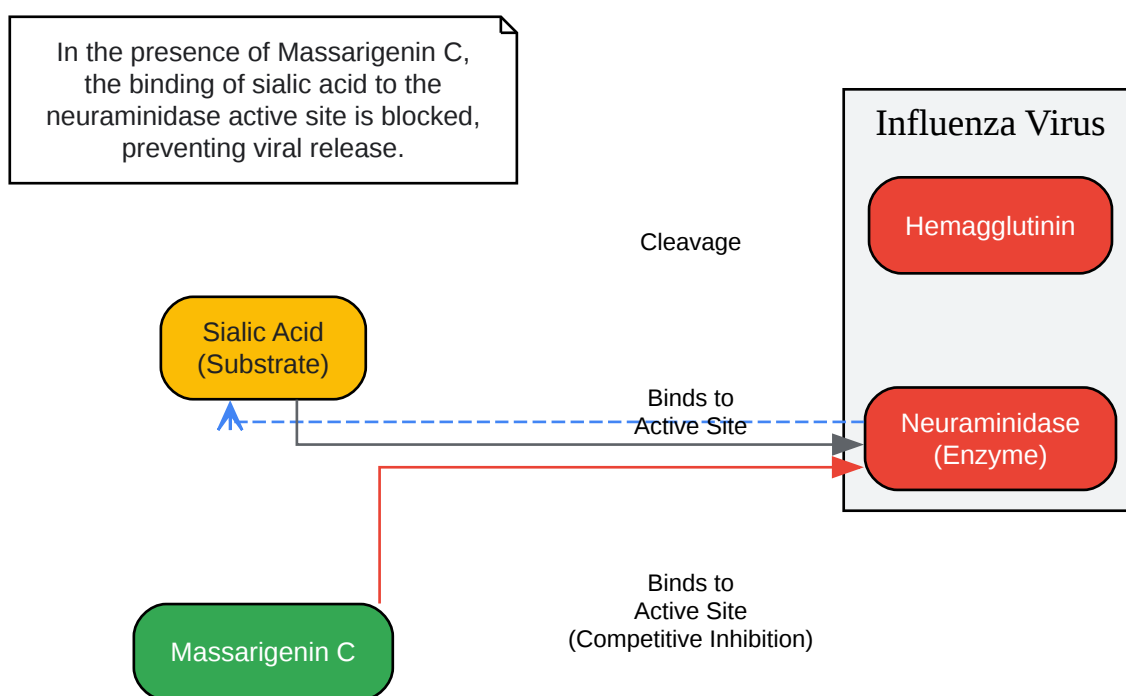 In the presence of Massarigenin C,
the binding of sialic acid to the
neuraminidase active site is blocked,
preventing viral release.
Influenza Virus
Hemagglutinin
Cleavage
Sialic Acid
(Substrate)
Binds to
Active Site
Neuraminidase
(Enzyme)
Binds to
Active Site
(Competitive Inhibition)
Massarigenin C